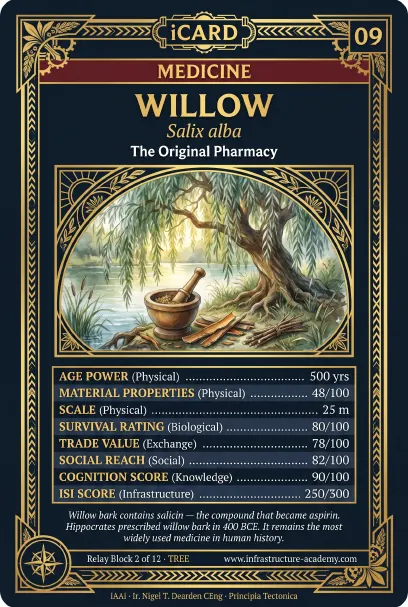 iCARD
09
MEDICINE
WILLOW
Salix alba
The Original Pharmacy
AGE POWER (Physical) ................................... 500 yrs
MATERIAL PROPERTIES (Physical) ............... 48/100
SCALE (Physical) ................................................ 25 m
SURVIVAL RATING (Biological) ................... 80/100
TRADE VALUE (Exchange) ............................ 78/100
SOCIAL REACH (Social) ................................. 82/100
COGNITION SCORE (Knowledge) ................. 90/100
ISI SCORE (Infrastructure) .......................... 250/300
Willow bark contains salicin — the compound that became aspirin.
Hippocrates prescribed willow bark in 400 BCE. It remains the most
widely used medicine in human history.
Relay Block 2 of 12 · TREE www.infrastructure-academy.com
IAAi · Ir. Nigel T. Dearden CEng · Principia Tectonica